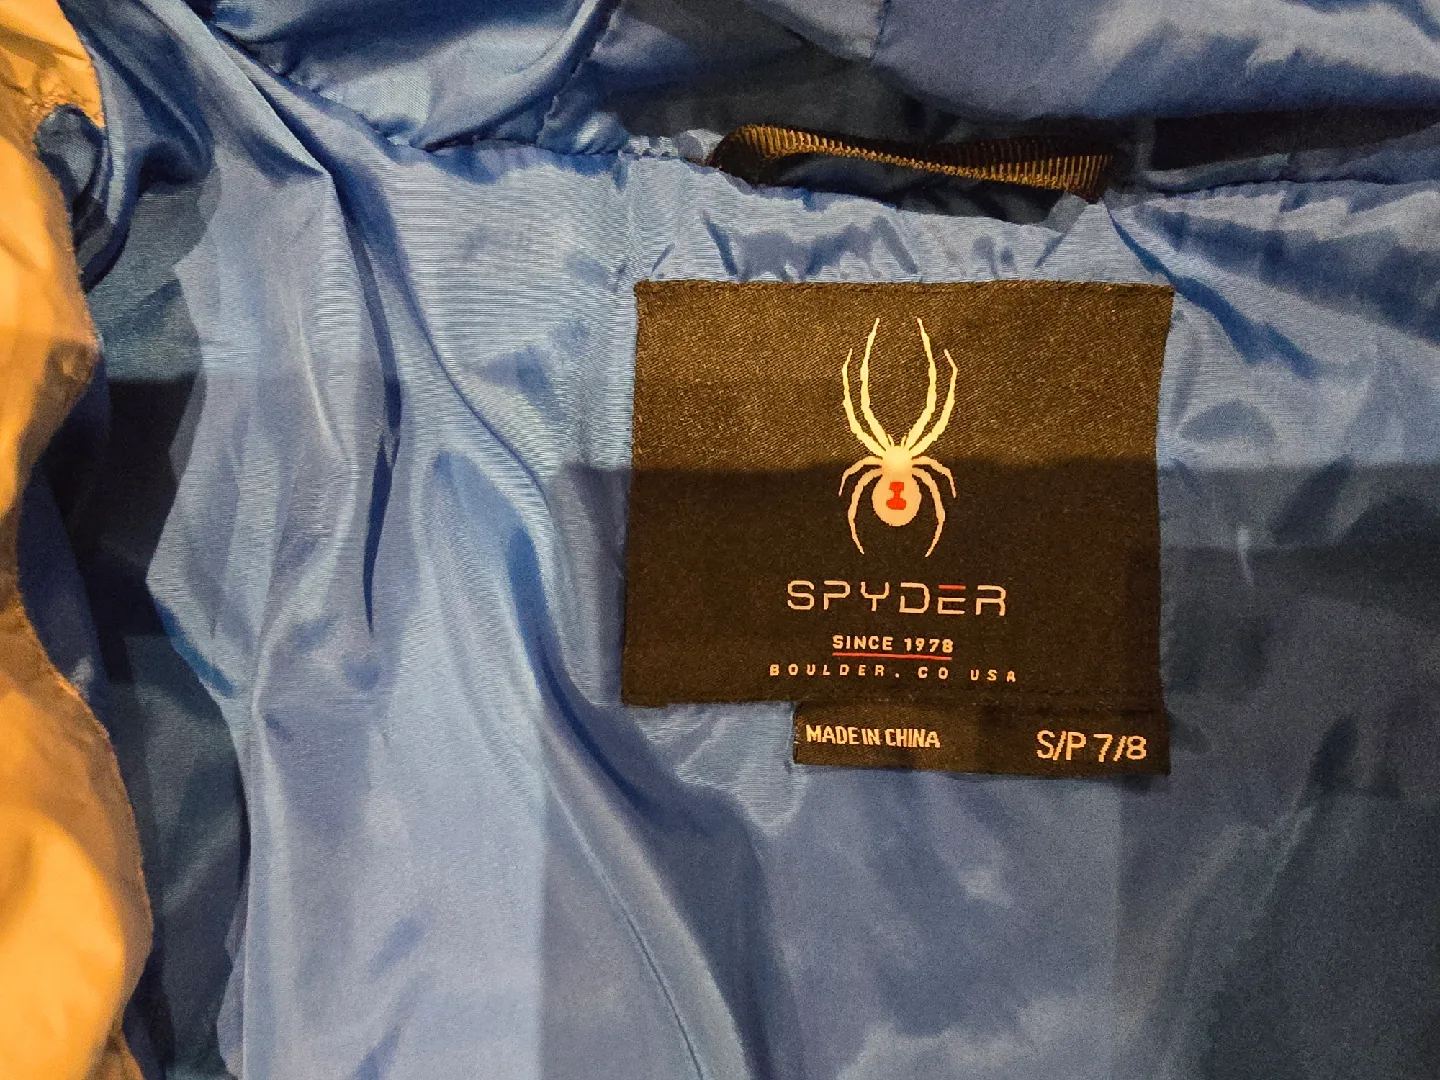 SPYDER
SINCE 1978
BOULDER, CO USA
MADE IN CHINA S/P 7/8